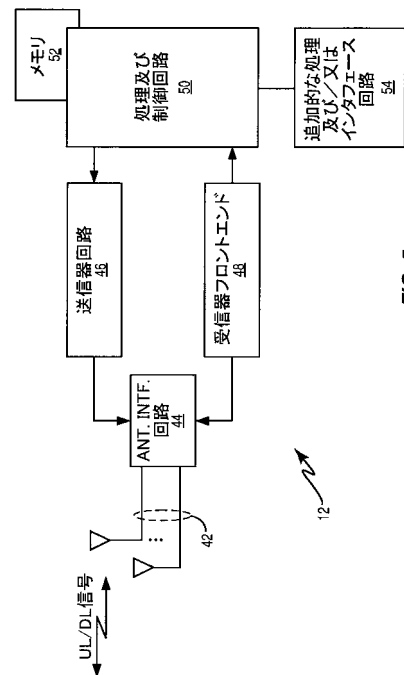 UL/DL信号
42
12
ANT. INTF.
回路
44
送信器回路
46
受信器フロントエンド
48
メモリ
52
処理及び
制御回路
50
追加的な処理
及び／又は
インタフェース
回路
54
FIG.